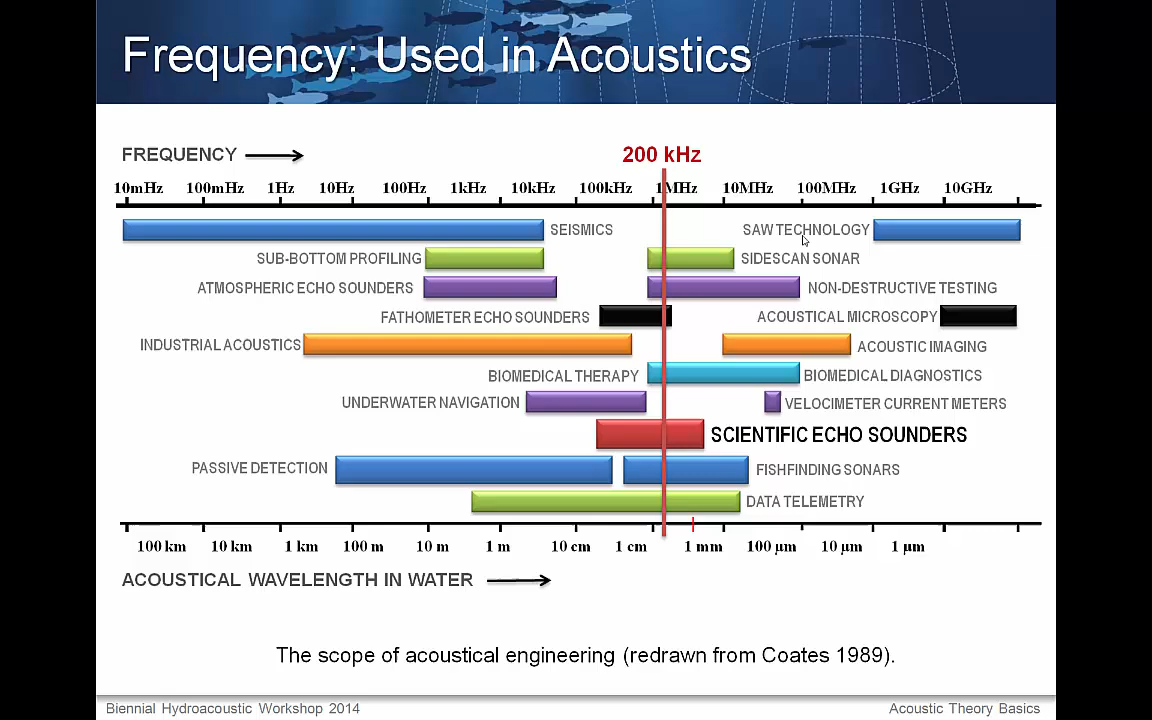 Frequency: Used in Acoustics
FREQUENCY
200 kHz
10mHz 100mHz 1Hz 10Hz 100Hz 1kHz 10kHz 100kHz 1MHz 10MHz 100MHz 1GHz 10GHz
SEISMICS SAW TECHNOLOGY
SUB-BOTTOM PROFILING SIDESCAN SONAR
ATMOSPHERIC ECHO SOUNDERS NON-DESTRUCTIVE TESTING
FATHOMETER ECHO SOUNDERS ACOUSTICAL MICROSCOPY
INDUSTRIAL ACOUSTICS ACOUSTIC IMAGING
BIOMEDICAL THERAPY BIOMEDICAL DIAGNOSTICS
UNDERWATER NAVIGATION VELOCIMETER CURRENT METERS
SCIENTIFIC ECHO SOUNDERS
PASSIVE DETECTION FISHFINDING SONARS
DATA TELEMETRY
100 km 10 km 1 km 100 m 10 m 1 m 10 cm 1 cm 1 mm 100 µm 10 µm 1 µm
ACOUSTICAL WAVELENGTH IN WATER
The scope of acoustical engineering (redrawn from Coates 1989).
Biennial Hydroacoustic Workshop 2014 Acoustic Theory Basics